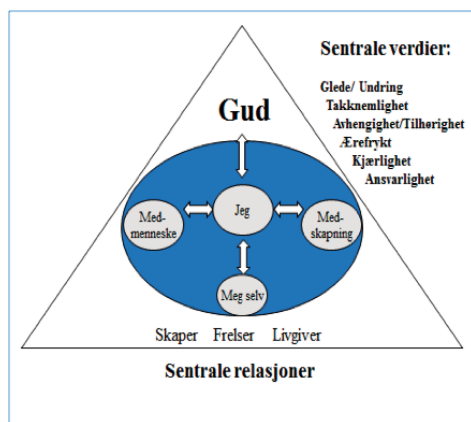 Sentrale verdier:
Glede/ Undring
Takknemlighet
Avhengighet/Tilhørighet
Ærefrykt
Kjærlighet
Ansvarlighet
Gud
Jeg
Med-
menneske
Med-
skapning
Meg selv
Skaper Frelser Livgiver
Sentrale relasjoner